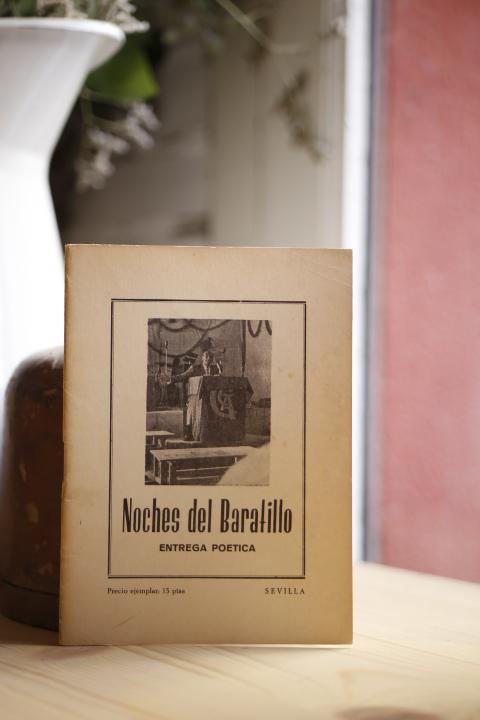 Noches del Baratillo
ENTREGA POETICA
Precio ejemplar: 15 ptas SEVILLA